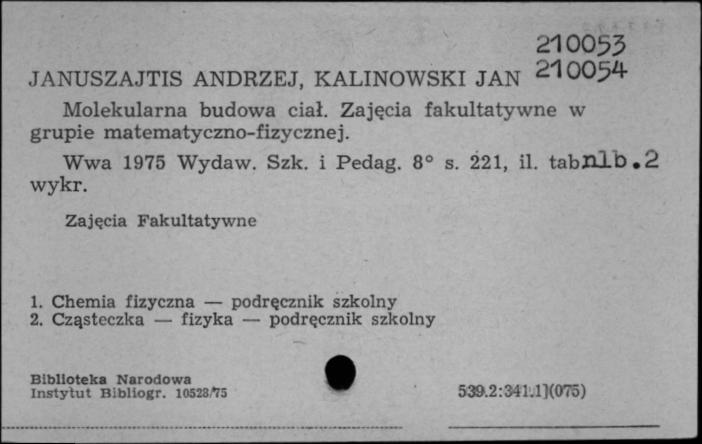 210053
JANUSZAJTIS ANDRZEJ, KALINOWSKI JAN 210054
Molekularna budowa ciał. Zajęcia fakultatywne w
grupie matematyczno-fizycznej.
Wwa 1975 Wydaw. Szk. i Pedag. 8° s. 221, il. tab nlb.2
wykr.
Zajęcia Fakultatywne
1. Chemia fizyczna — podręcznik szkolny
2. Cząsteczka — fizyka — podręcznik szkolny
Biblioteka Narodowa
Instytut Bibliogr. 10528/75
539.2:341.1](075)